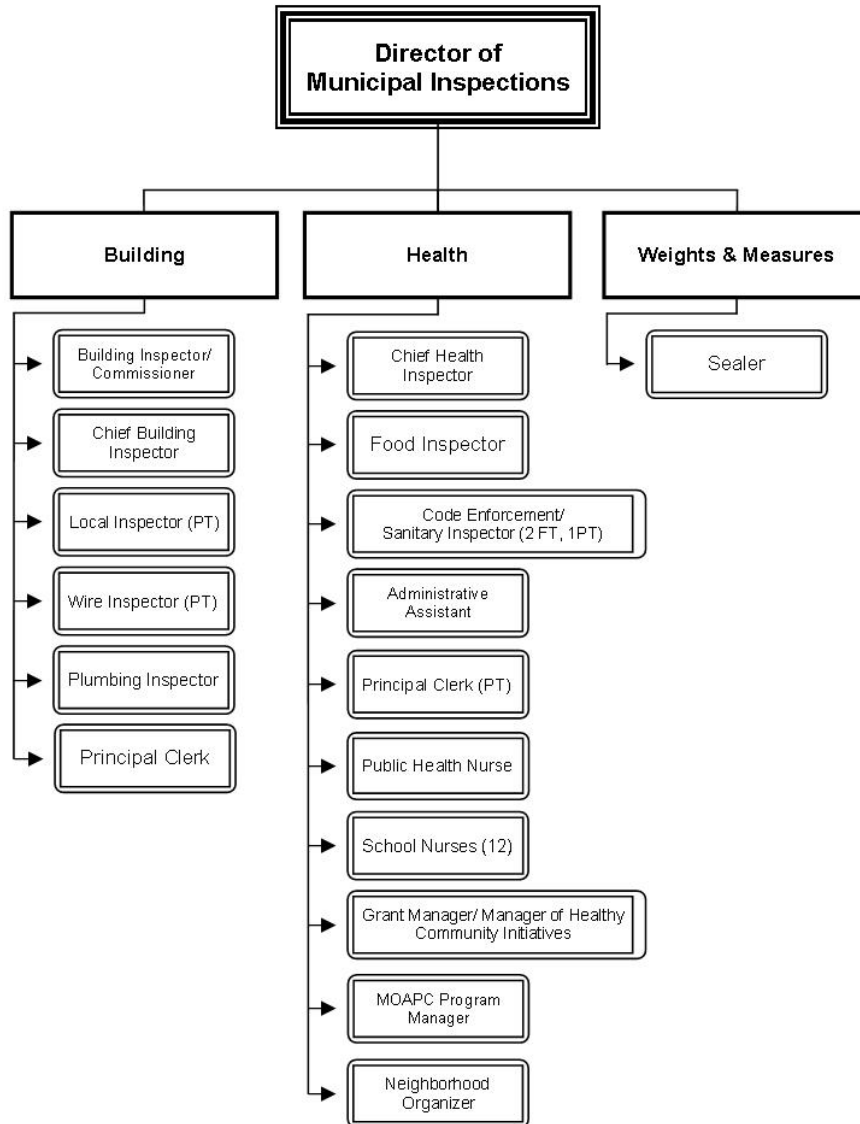 Director of
Municipal Inspections
Building
Health
Weights & Measures
Building Inspector/
Commissioner
Chief Building
Inspector
Local Inspector (PT)
Wire Inspector (PT)
Plumbing Inspector
Principal Clerk
Chief Health
Inspector
Food Inspector
Code Enforcement/
Sanitary Inspector (2 FT, 1PT)
Administrative
Assistant
Principal Clerk (PT)
Public Health Nurse
School Nurses (12)
Grant Manager/ Manager of Healthy
Community Initiatives
MOAPC Program
Manager
Neighborhood
Organizer
Sealer